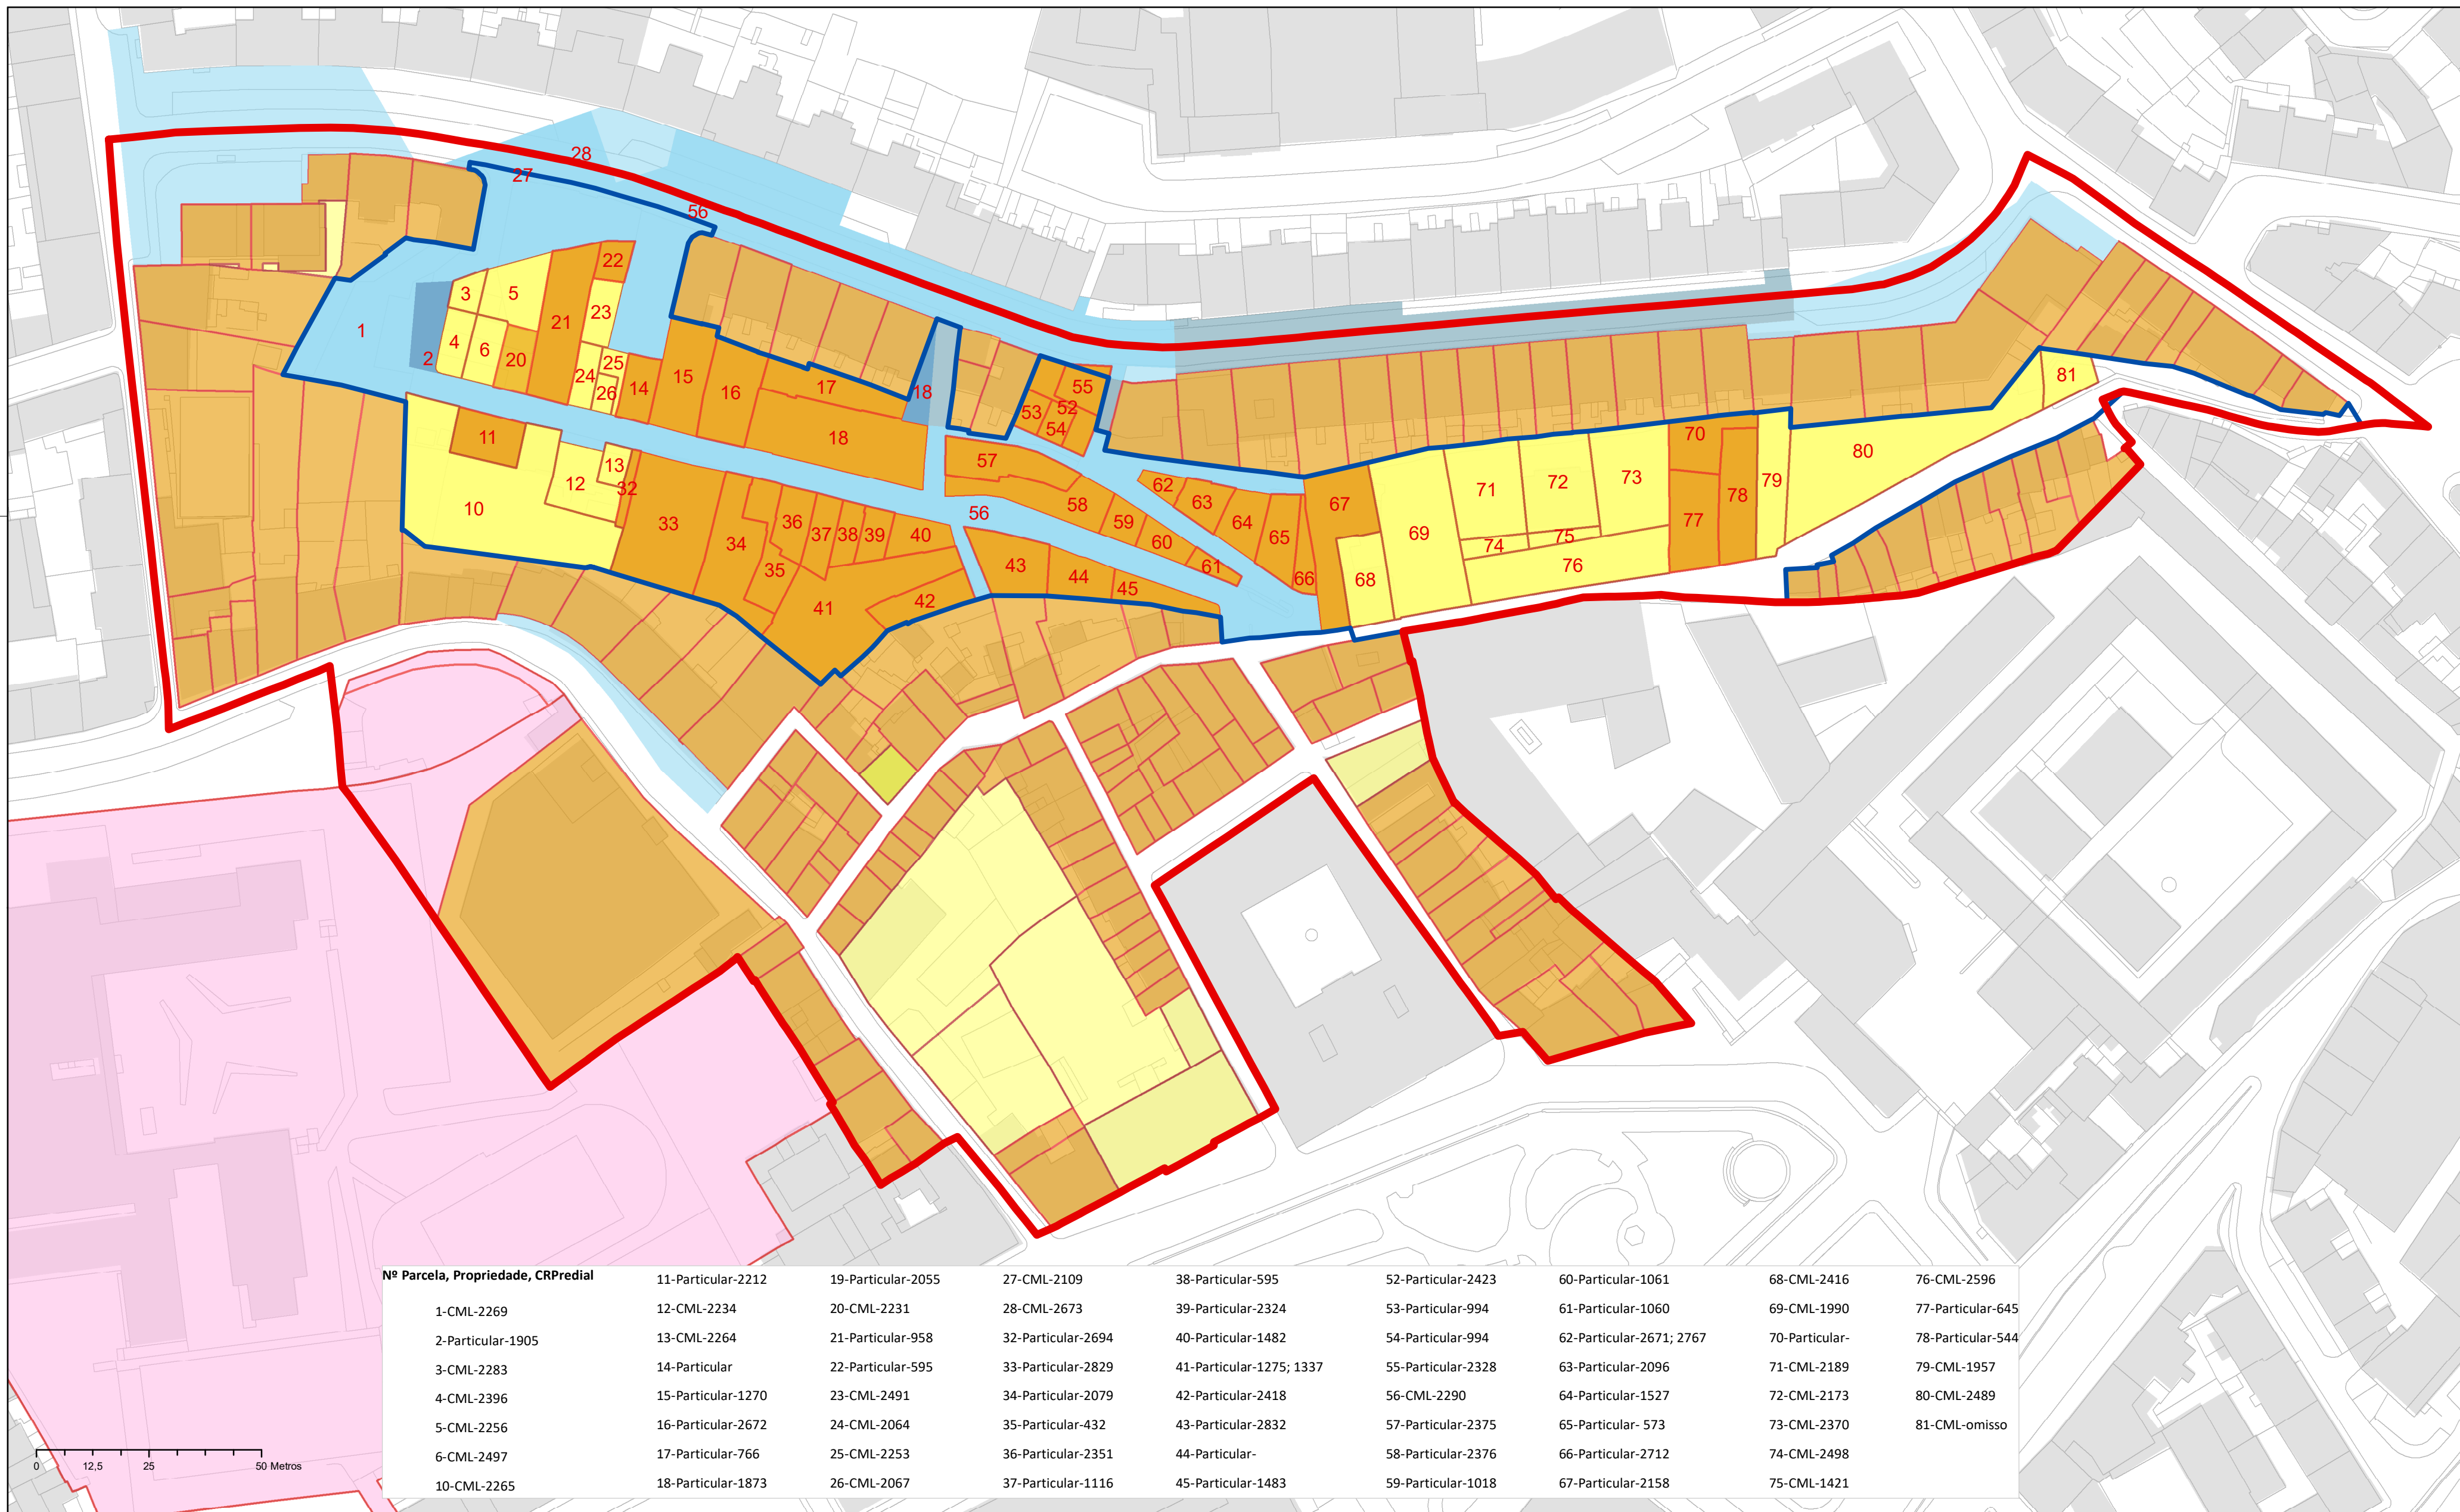 28
27
56
22
3
5
23
21
1
4
6
2
20
25
24
26
14
15
16
17
18
55
53
52
54
81
11
18
57
70
80
13
12
32
10
62
71
72
73
79
63
67
78
58
56
36
33
37
38
39
40
59
64
77
34
60
65
69
74
75
35
43
61
76
44
66
68
45
41
42
Nº Parcela, Propriedade, CRPredial
1-CML-2269
2-Particular-1905
3-CML-2283
4-CML-2396
5-CML-2256
6-CML-2497
10-CML-2265
11-Particular-2212
12-CML-2234
13-CML-2264
14-Particular
15-Particular-1270
16-Particular-2672
17-Particular-766
18-Particular-1873
19-Particular-2055
20-CML-2231
21-Particular-958
22-Particular-595
23-CML-2491
24-CML-2064
25-CML-2253
26-CML-2067
27-CML-2109
28-CML-2673
32-Particular-2694
33-Particular-2829
34-Particular-2079
35-Particular-432
36-Particular-2351
37-Particular-1116
38-Particular-595
39-Particular-2324
40-Particular-1482
41-Particular-1275; 1337
42-Particular-2418
43-Particular-2832
44-Particular-
45-Particular-1483
52-Particular-2423
53-Particular-994
54-Particular-994
55-Particular-2328
56-CML-2290
57-Particular-2375
58-Particular-2376
59-Particular-1018
60-Particular-1061
61-Particular-1060
62-Particular-2671; 2767
63-Particular-2096
64-Particular-1527
65-Particular- 573
66-Particular-2712
67-Particular-2158
68-CML-2416
69-CML-1990
70-Particular-
71-CML-2189
72-CML-2173
73-CML-2370
74-CML-2498
75-CML-1421
76-CML-2596
77-Particular-645
78-Particular-544
79-CML-1957
80-CML-2489
81-CML-omisso
0 12,5 25 50 Metros